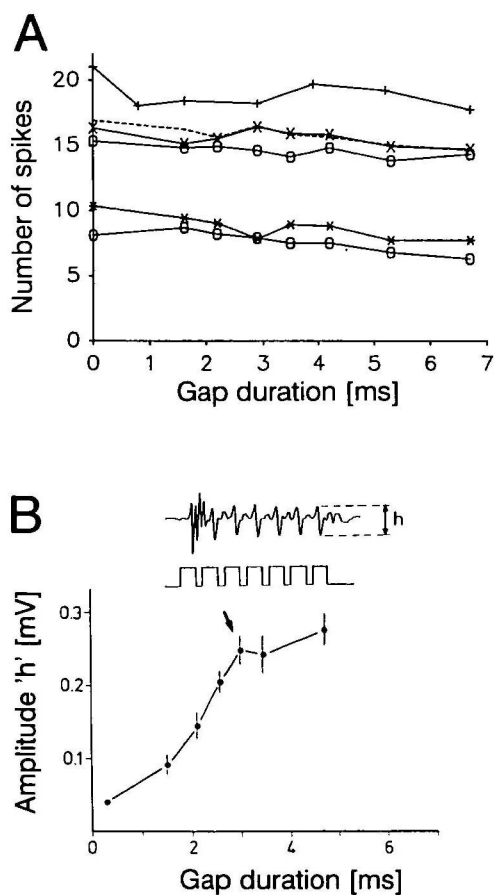 A
Number of spikes
20
15
10
5
0
0 1 2 3 4 5 6 7
Gap duration [ms]
B
h
Amplitude 'h' [mV]
0.3
0.2
0.1
0 2 4 6
Gap duration [ms]